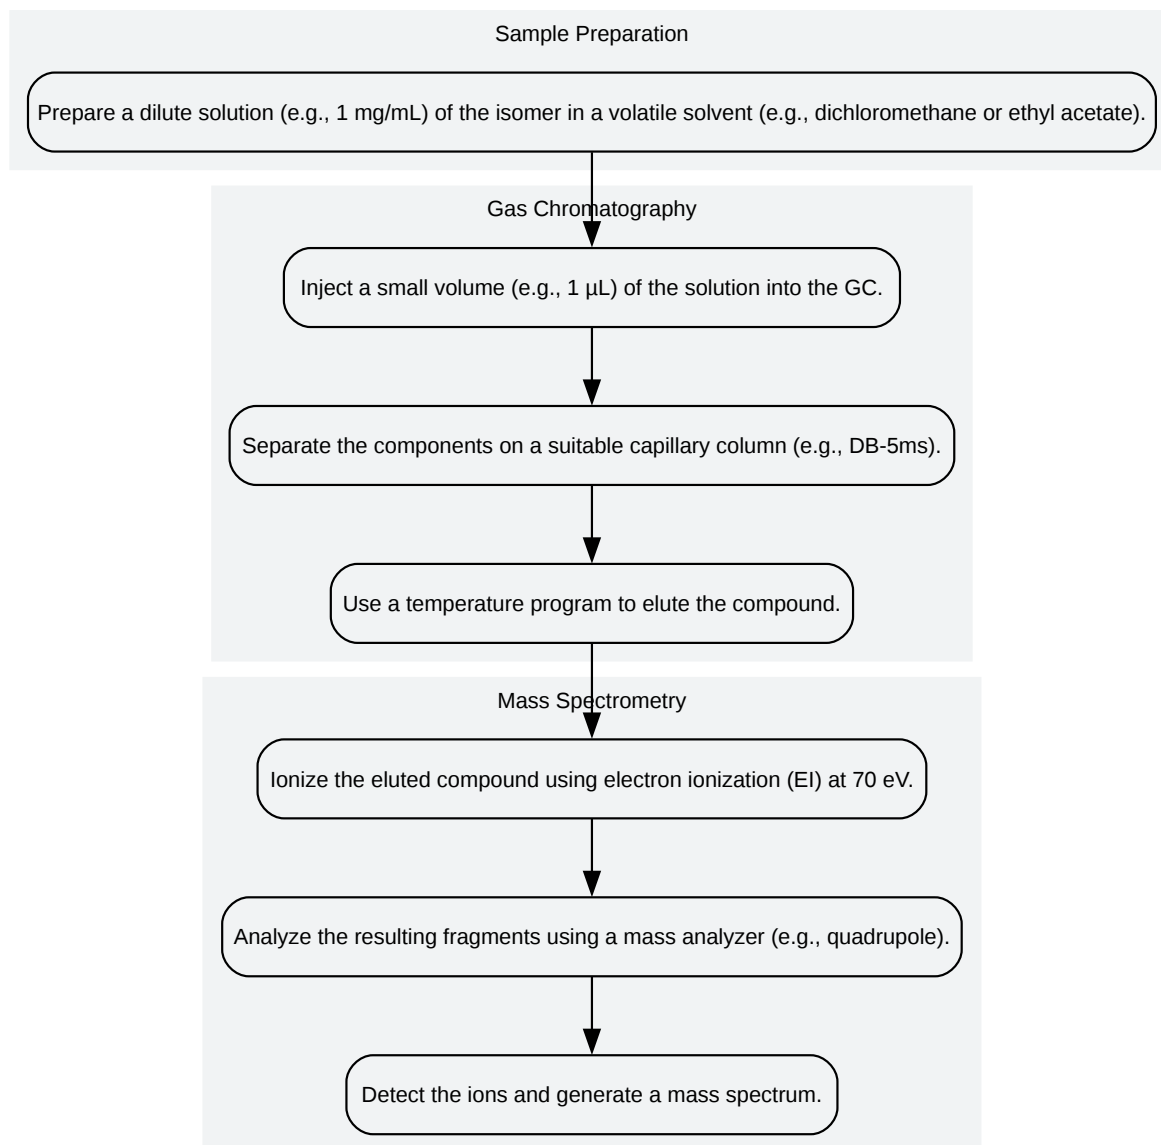 Sample Preparation
Prepare a dilute solution (e.g., 1 mg/mL) of the isomer in a volatile solvent (e.g., dichloromethane or ethyl acetate).
Gas Chromatography
Inject a small volume (e.g., 1 µL) of the solution into the GC.
Separate the components on a suitable capillary column (e.g., DB-5ms).
Use a temperature program to elute the compound.
Mass Spectrometry
Ionize the eluted compound using electron ionization (EI) at 70 eV.
Analyze the resulting fragments using a mass analyzer (e.g., quadrupole).
Detect the ions and generate a mass spectrum.